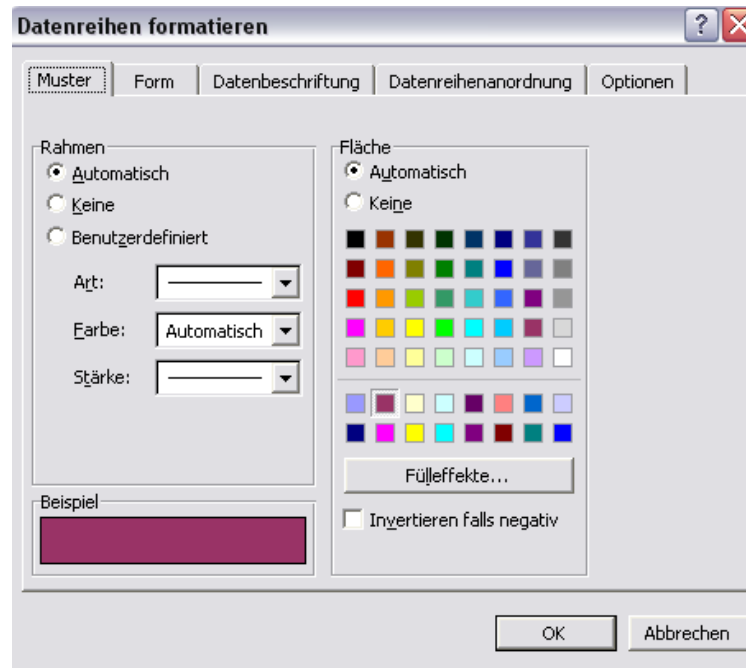 Datenreihen formatieren
Muster Form Datenbeschriftung Datenreihenanordnung Optionen
Rahmen
Automatisch
Keine
Benutzerdefiniert
Art:
Farbe: Automatisch
Stärke:
Beispiel
Fläche
Automatisch
Keine
Fülleffekte...
Invertieren falls negativ
OK Abbrechen